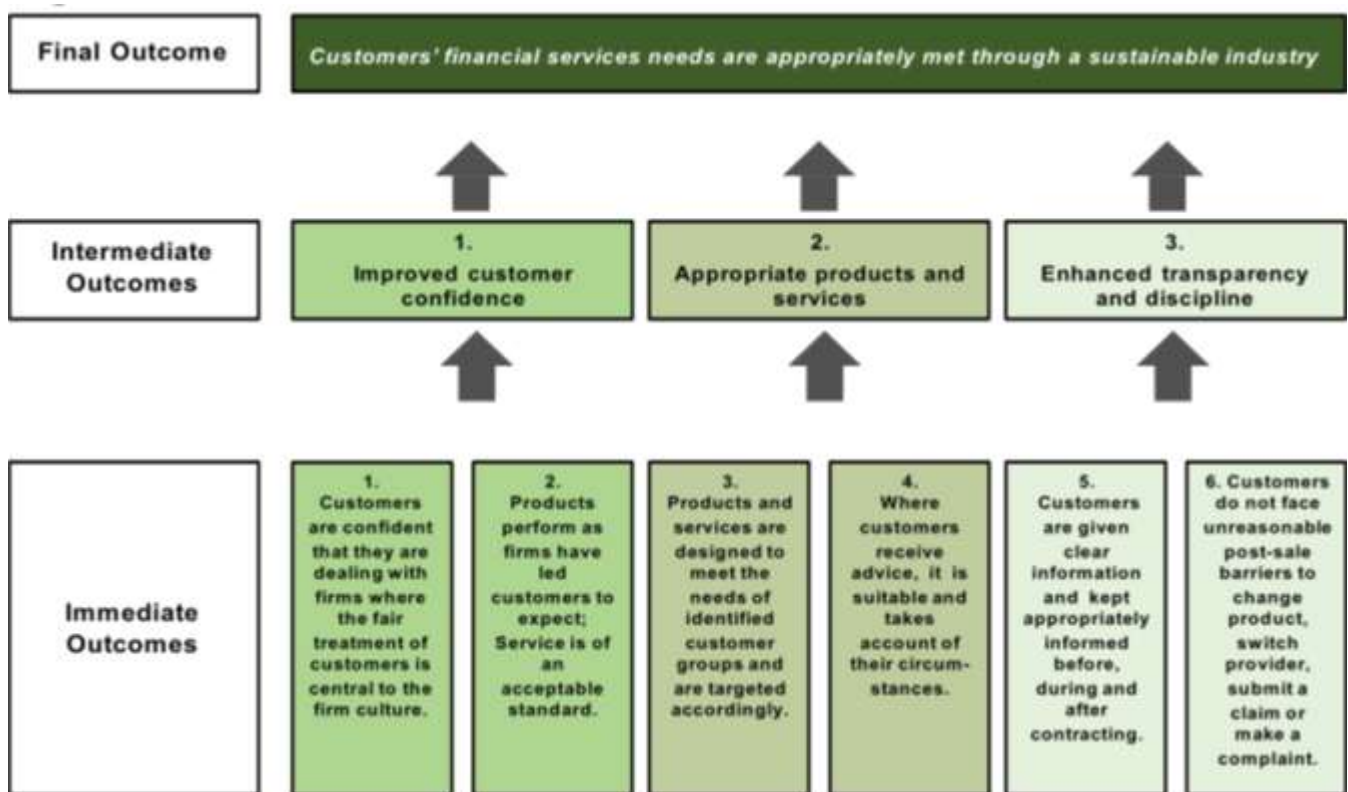 Final Outcome
Customers' financial services needs are appropriately met through a sustainable industry
Intermediate
Outcomes
1.
Improved customer
confidence
2.
Appropriate products and
services
3.
Enhanced transparency
and discipline
Immediate
Outcomes
1.
Customers
are confident
that they are
dealing with
firms where
the fair
treatment of
customers is
central to the
firm culture.
2.
Products
perform as
firms have
led
customers to
expect;
Service is of
an
acceptable
standard.
3.
Products and
services are
designed to
meet the
needs of
identified
customer
groups and
are targeted
accordingly.
4.
Where
customers
receive
advice, it is
suitable and
takes
account of
their circum-
stances.
5.
Customers
are given
clear
information
and kept
appropriately
informed
before,
during and
after
contracting.
6. Customers
do not face
unreasonable
post-sale
barriers to
change
product,
switch
provider,
submit a
claim or
make a
complaint.